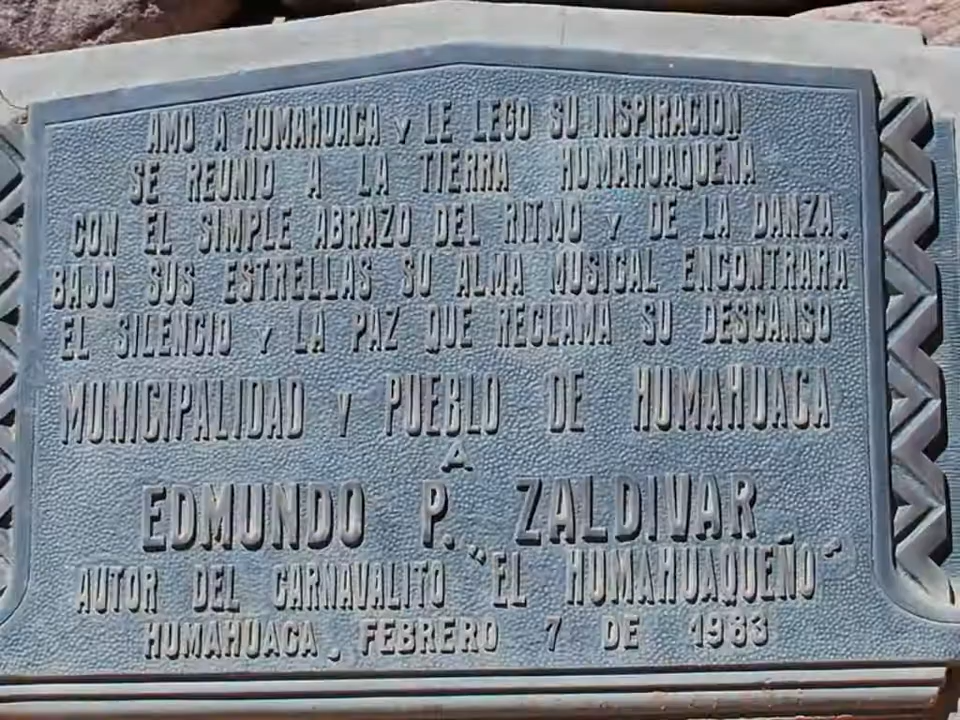 AMO A HUMAHUACA Y LE LEGO SU INSPIRACION
SE REUNIO A LA TIERRA HUMAHUAQUEÑA
CON EL SIMPLE ABRAZO DEL RITMO Y DE LA DANZA.
BAJO SUS ESTRELLAS SU ALMA MUSICAL ENCONTRARA
EL SILENCIO Y LA PAZ QUE RECLAMA SU DESCANSO
MUNICIPALIDAD Y PUEBLO DE HUMAHUACA
A
EDMUNDO P. ZALDIVAR
AUTOR DEL CARNAVALITO "EL HUMAHUAQUEÑO"
HUMAHUACA. FEBRERO 7 DE 1983